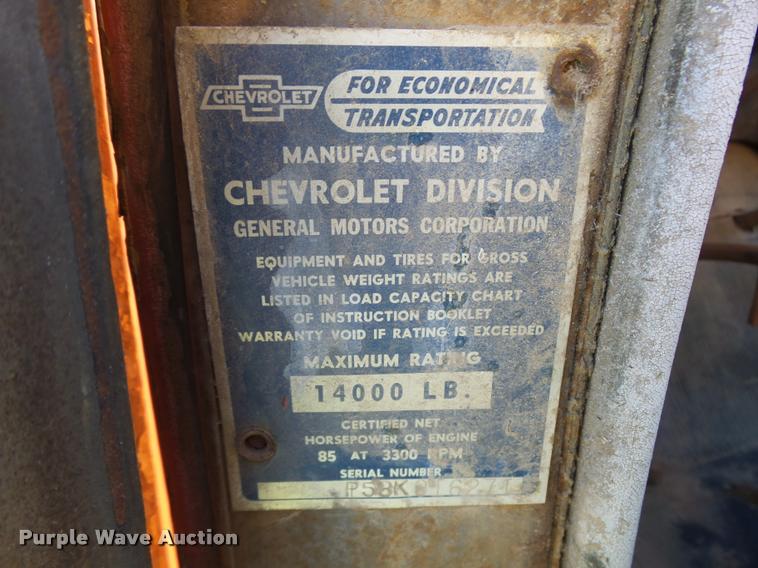 CHEVROLET
FOR ECONOMICAL
TRANSPORTATION
MANUFACTURED BY
CHEVROLET DIVISION
GENERAL MOTORS CORPORATION
EQUIPMENT AND TIRES FOR GROSS
VEHICLE WEIGHT RATINGS ARE
LISTED IN LOAD CAPACITY CHART
OF INSTRUCTION BOOKLET
WARRANTY VOID IF RATING IS EXCEEDED
MAXIMUM RATING
14000 LB.
CERTIFIED NET
HORSEPOWER OF ENGINE
85 AT 3300 RPM
SERIAL NUMBER
Purple Wave Auction